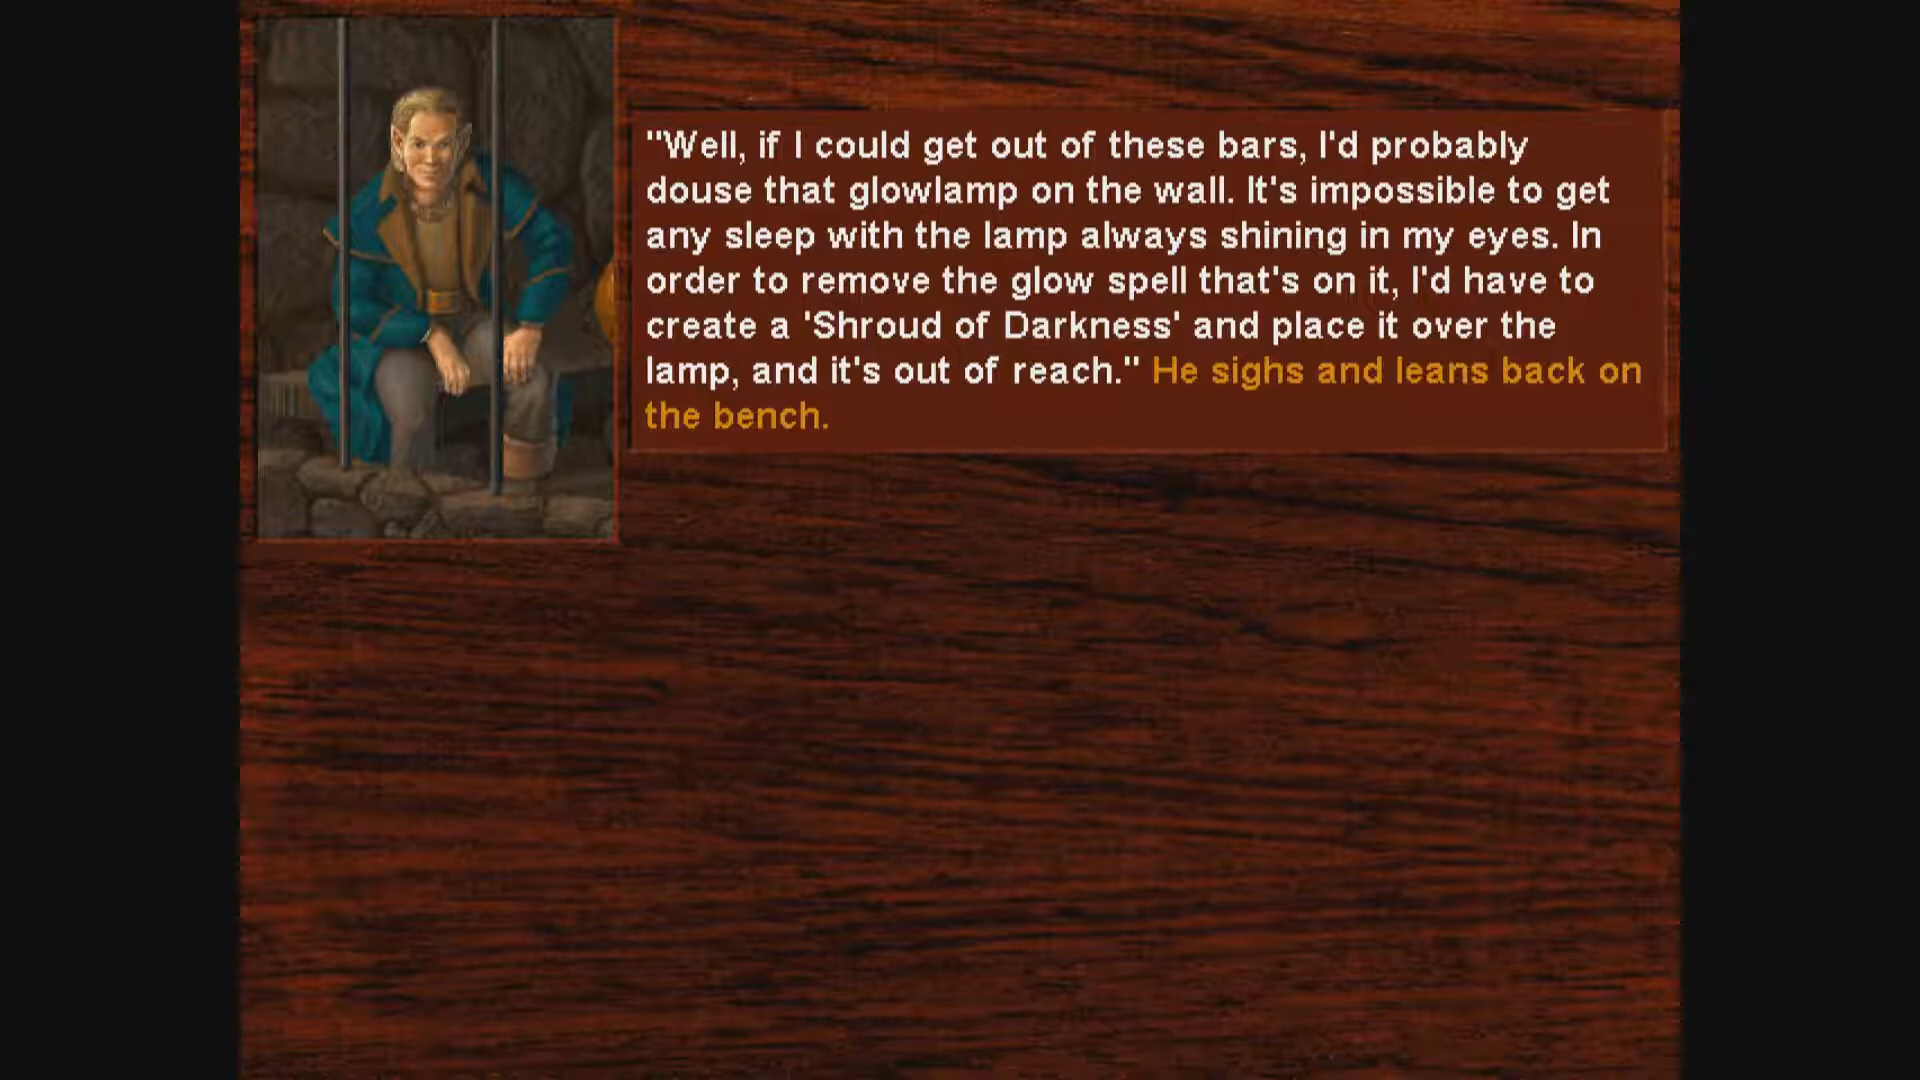 "Well, if I could get out of these bars, I'd probably
douse that glowlamp on the wall. It's impossible to get
any sleep with the lamp always shining in my eyes. In
order to remove the glow spell that's on it, I'd have to
create a 'Shroud of Darkness' and place it over the
lamp, and it's out of reach." He sighs and leans back on
the bench.